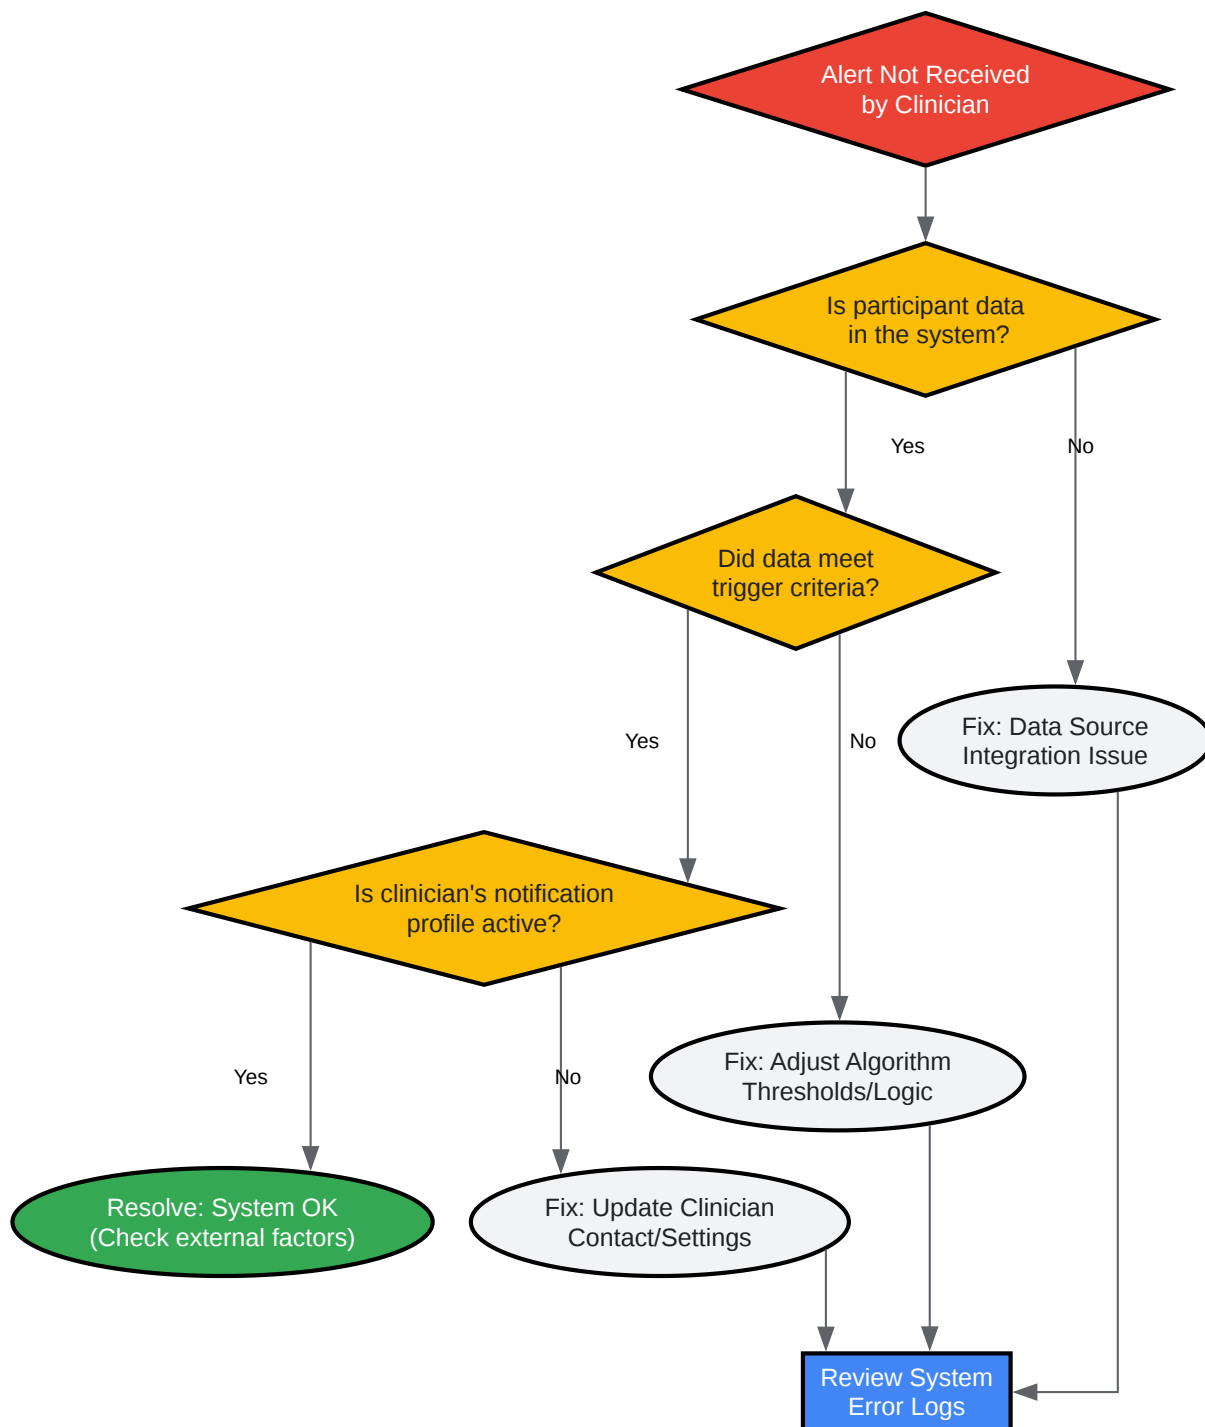 Alert Not Received
by Clinician
Is participant data
in the system?
Yes
No
Did data meet
trigger criteria?
Yes
No
Fix: Data Source
Integration Issue
Is clinician's notification
profile active?
Yes
No
Fix: Adjust Algorithm
Thresholds/Logic
Resolve: System OK
(Check external factors)
Fix: Update Clinician
Contact/Settings
Review System
Error Logs